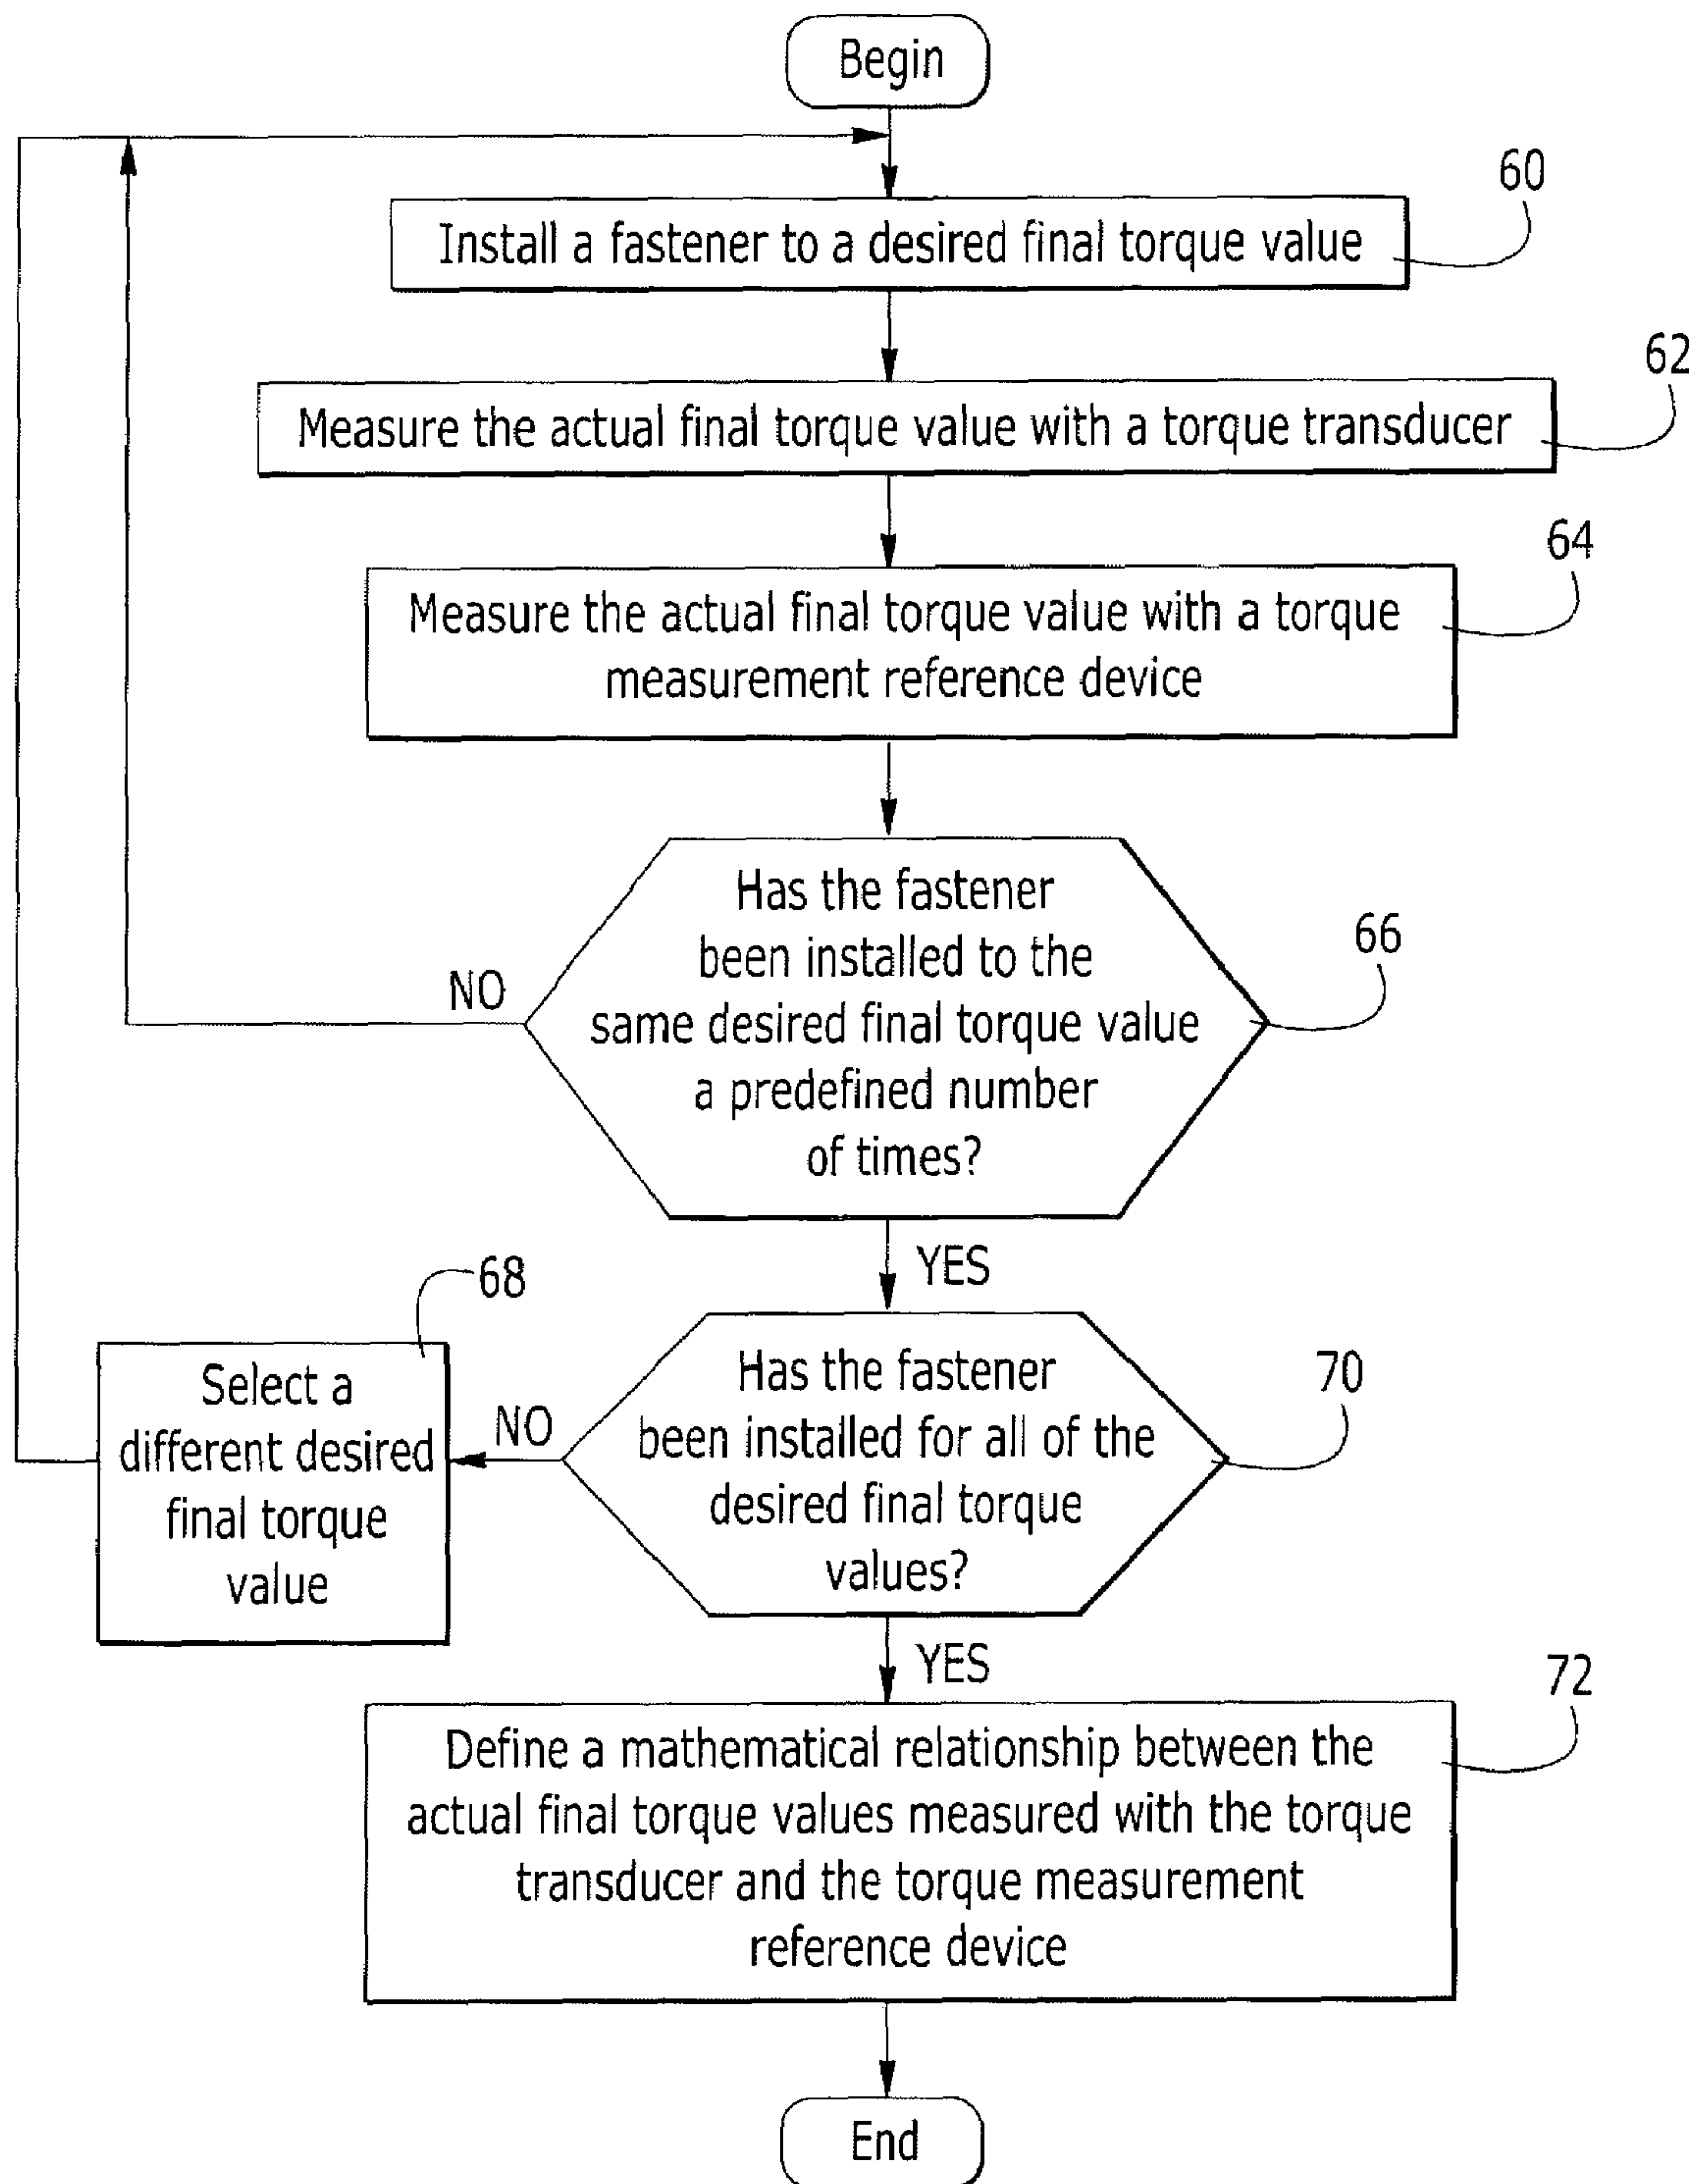 Begin
60
Install a fastener to a desired final torque value
62
Measure the actual final torque value with a torque transducer
64
Measure the actual final torque value with a torque
measurement reference device
Has the fastener
been installed to the
same desired final torque value
a predefined number
of times?
66
NO
YES
68
Select a
different desired
final torque
value
NO
Has the fastener
been installed for all of the
desired final torque
values?
70
YES
72
Define a mathematical relationship between the
actual final torque values measured with the torque
transducer and the torque measurement
reference device
End